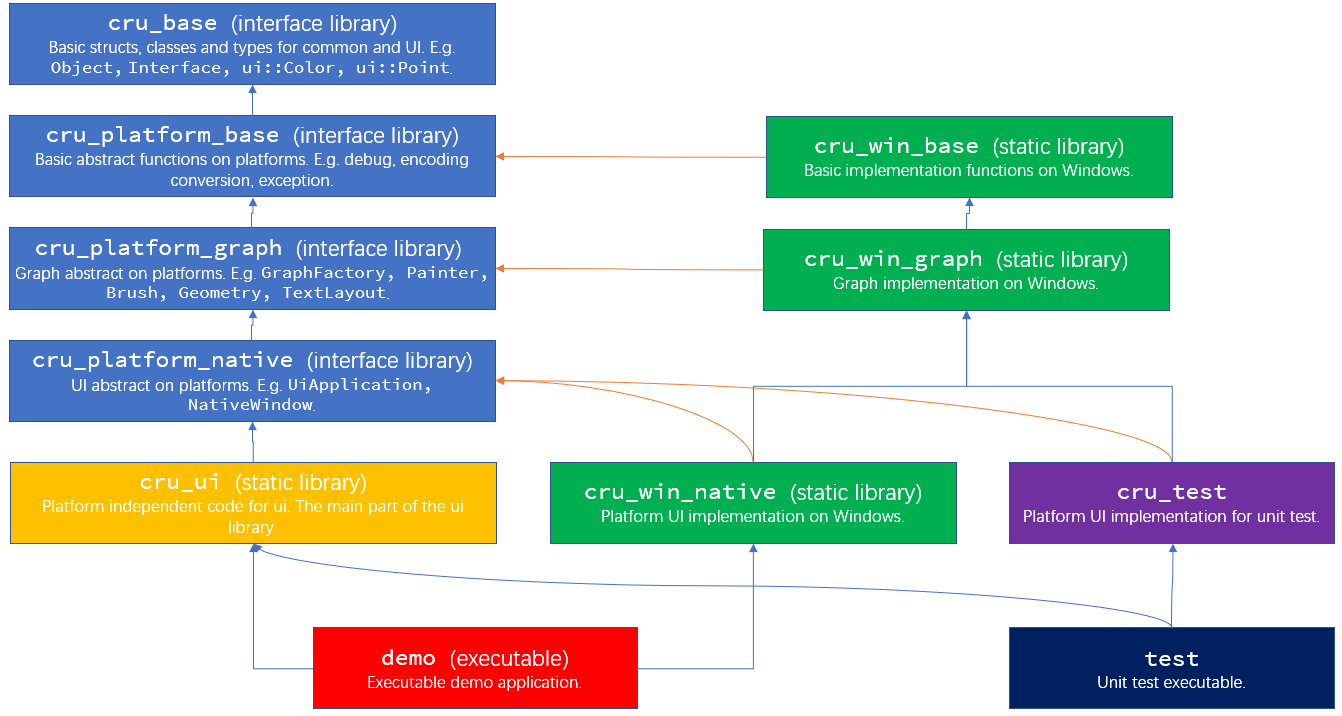 cru_base (interface library)
Basic structs, classes and types for common and UI. E.g.
Object, Interface, ui::Color, ui::Point.
cru_platform_base (interface library)
Basic abstract functions on platforms. E.g. debug, encoding
conversion, exception.
cru_win_base (static library)
Basic implementation functions on Windows.
cru_platform_graph (interface library)
Graph abstract on platforms. E.g. GraphFactory, Painter,
Brush, Geometry, TextLayout.
cru_win_graph (static library)
Graph implementation on Windows.
cru_platform_native (interface library)
UI abstract on platforms. E.g. UiApplication,
NativeWindow.
cru_ui (static library)
Platform independent code for ui. The main part of the ui
library.
cru_win_native (static library)
Platform UI implementation on Windows.
cru_test
Platform UI implementation for unit test.
demo (executable)
Executable demo application.
test
Unit test executable.